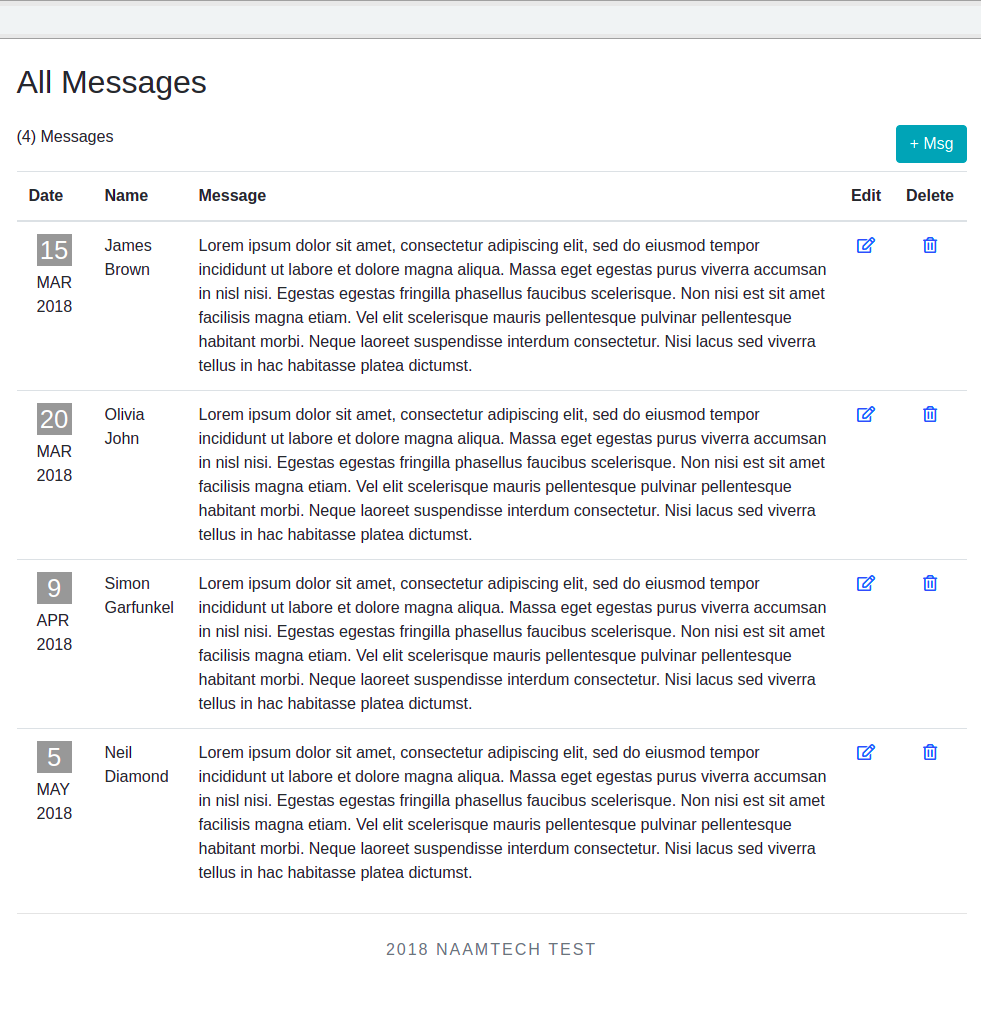 All Messages
(4) Messages
+ Msg
Date Name Message Edit Delete
15
MAR
2018
James
Brown
Lorem ipsum dolor sit amet, consectetur adipiscing elit, sed do eiusmod tempor
incididunt ut labore et dolore magna aliqua. Massa eget egestas purus viverra accumsan
in nisl nisi. Egestas egestas fringilla phasellus faucibus scelerisque. Non nisi est sit amet
facilisis magna etiam. Vel elit scelerisque mauris pellentesque pulvinar pellentesque
habitant morbi. Neque laoreet suspendisse interdum consectetur. Nisi lacus sed viverra
tellus in hac habitasse platea dictumst.
20
MAR
2018
Olivia
John
Lorem ipsum dolor sit amet, consectetur adipiscing elit, sed do eiusmod tempor
incididunt ut labore et dolore magna aliqua. Massa eget egestas purus viverra accumsan
in nisl nisi. Egestas egestas fringilla phasellus faucibus scelerisque. Non nisi est sit amet
facilisis magna etiam. Vel elit scelerisque mauris pellentesque pulvinar pellentesque
habitant morbi. Neque laoreet suspendisse interdum consectetur. Nisi lacus sed viverra
tellus in hac habitasse platea dictumst.
9
APR
2018
Simon
Garfunkel
Lorem ipsum dolor sit amet, consectetur adipiscing elit, sed do eiusmod tempor
incididunt ut labore et dolore magna aliqua. Massa eget egestas purus viverra accumsan
in nisl nisi. Egestas egestas fringilla phasellus faucibus scelerisque. Non nisi est sit amet
facilisis magna etiam. Vel elit scelerisque mauris pellentesque pulvinar pellentesque
habitant morbi. Neque laoreet suspendisse interdum consectetur. Nisi lacus sed viverra
tellus in hac habitasse platea dictumst.
5
MAY
2018
Neil
Diamond
Lorem ipsum dolor sit amet, consectetur adipiscing elit, sed do eiusmod tempor
incididunt ut labore et dolore magna aliqua. Massa eget egestas purus viverra accumsan
in nisl nisi. Egestas egestas fringilla phasellus faucibus scelerisque. Non nisi est sit amet
facilisis magna etiam. Vel elit scelerisque mauris pellentesque pulvinar pellentesque
habitant morbi. Neque laoreet suspendisse interdum consectetur. Nisi lacus sed viverra
tellus in hac habitasse platea dictumst.
2018 NAAMTECH TEST